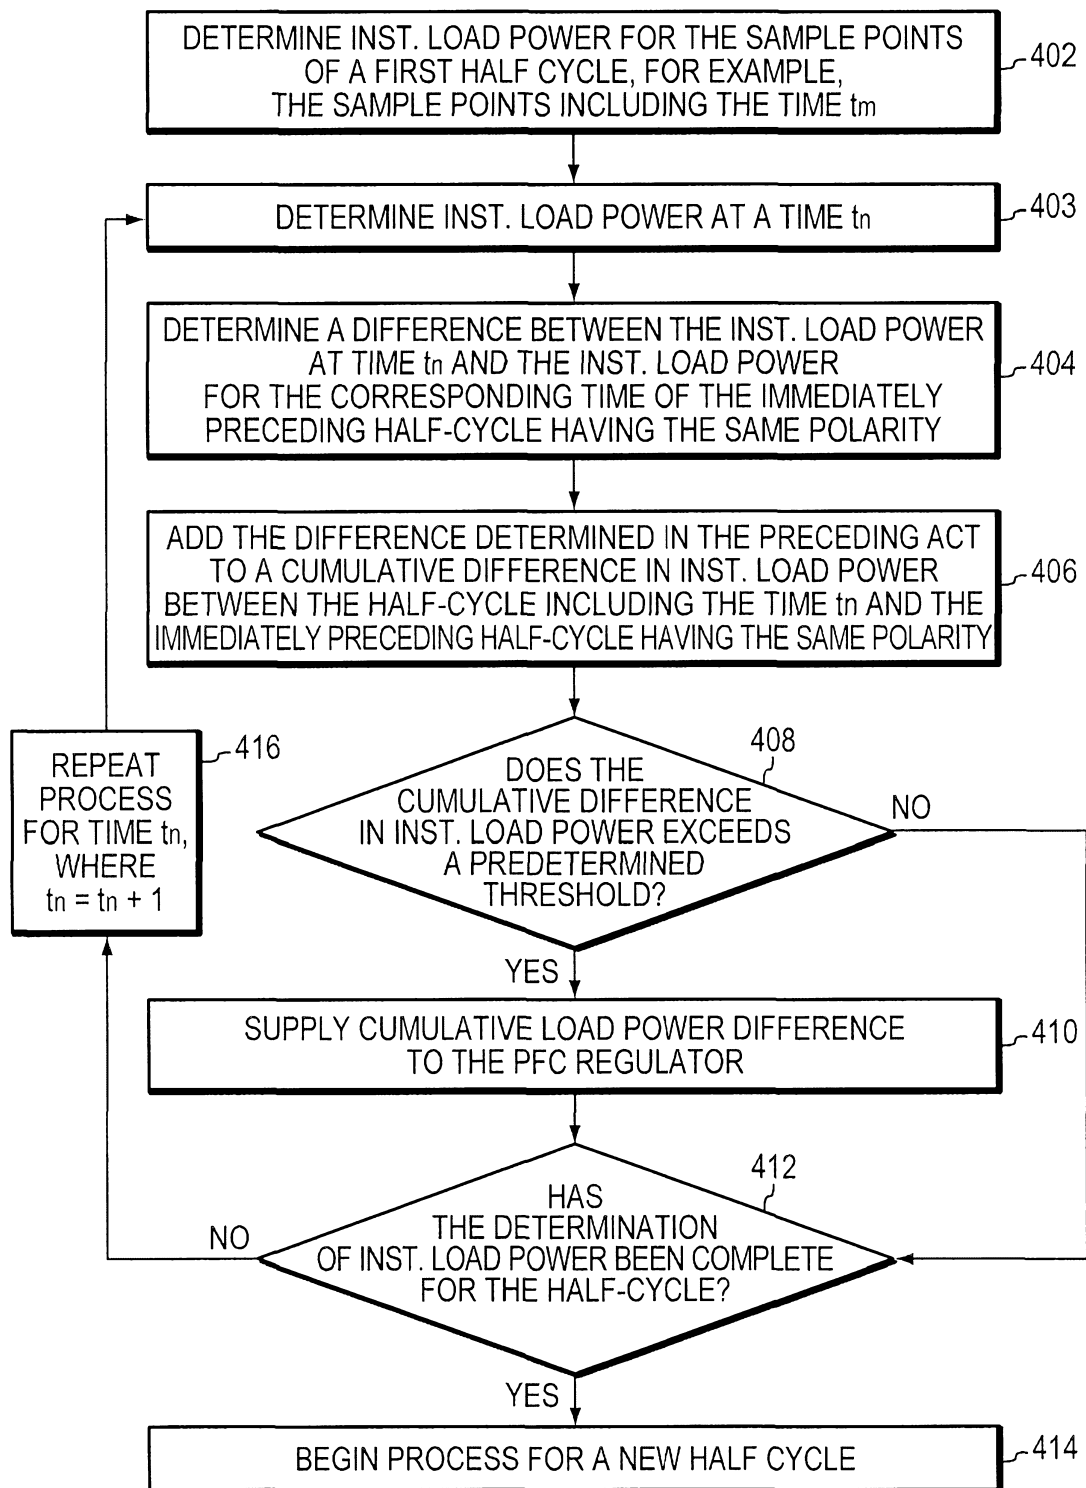 DETERMINE INST. LOAD POWER FOR THE SAMPLE POINTS
OF A FIRST HALF CYCLE, FOR EXAMPLE,
THE SAMPLE POINTS INCLUDING THE TIME tm
402
DETERMINE INST. LOAD POWER AT A TIME tn
403
DETERMINE A DIFFERENCE BETWEEN THE INST. LOAD POWER
AT TIME tn AND THE INST. LOAD POWER
FOR THE CORRESPONDING TIME OF THE IMMEDIATELY
PRECEDING HALF-CYCLE HAVING THE SAME POLARITY
404
ADD THE DIFFERENCE DETERMINED IN THE PRECEDING ACT
TO A CUMULATIVE DIFFERENCE IN INST. LOAD POWER
BETWEEN THE HALF-CYCLE INCLUDING THE TIME tn AND THE
IMMEDIATELY PRECEDING HALF-CYCLE HAVING THE SAME POLARITY
406
REPEAT
PROCESS
FOR TIME tn,
WHERE
tn = tn + 1
416
DOES THE
CUMULATIVE DIFFERENCE
IN INST. LOAD POWER EXCEEDS
A PREDETERMINED
THRESHOLD?
408
NO
YES
SUPPLY CUMULATIVE LOAD POWER DIFFERENCE
TO THE PFC REGULATOR
410
HAS
THE DETERMINATION
OF INST. LOAD POWER BEEN COMPLETE
FOR THE HALF-CYCLE?
412
NO
YES
BEGIN PROCESS FOR A NEW HALF CYCLE
414